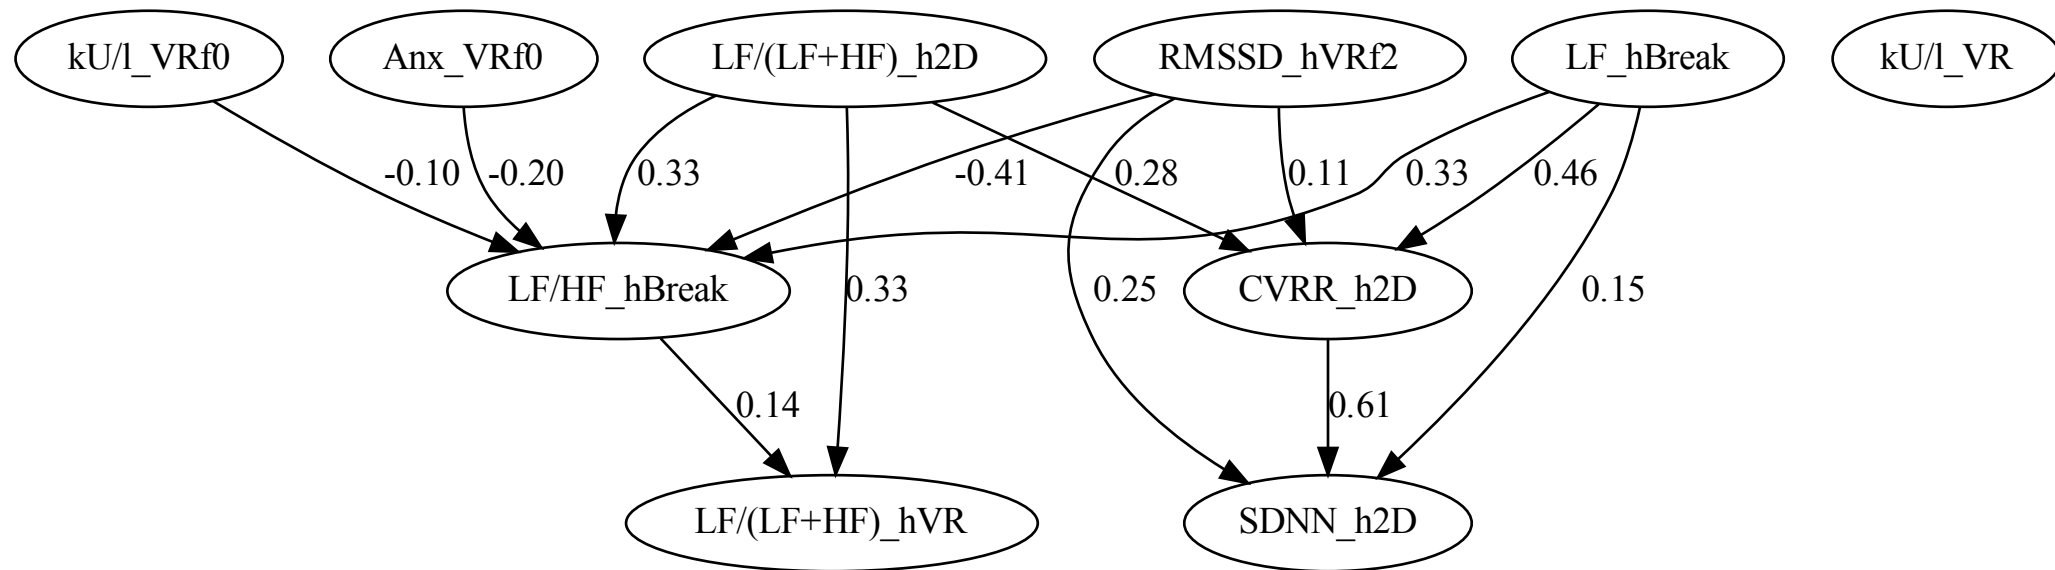 kU/l_VRf0
Anx_VRf0
LF/(LF+HF)_h2D
RMSSD_hVRf2
LF_hBreak
kU/l_VR
-0.10
-0.20
0.33
-0.41
0.28
0.11
0.33
0.46
LF/HF_hBreak
0.33
0.25
CVRR_h2D
0.15
0.14
0.61
LF/(LF+HF)_hVR
SDNN_h2D